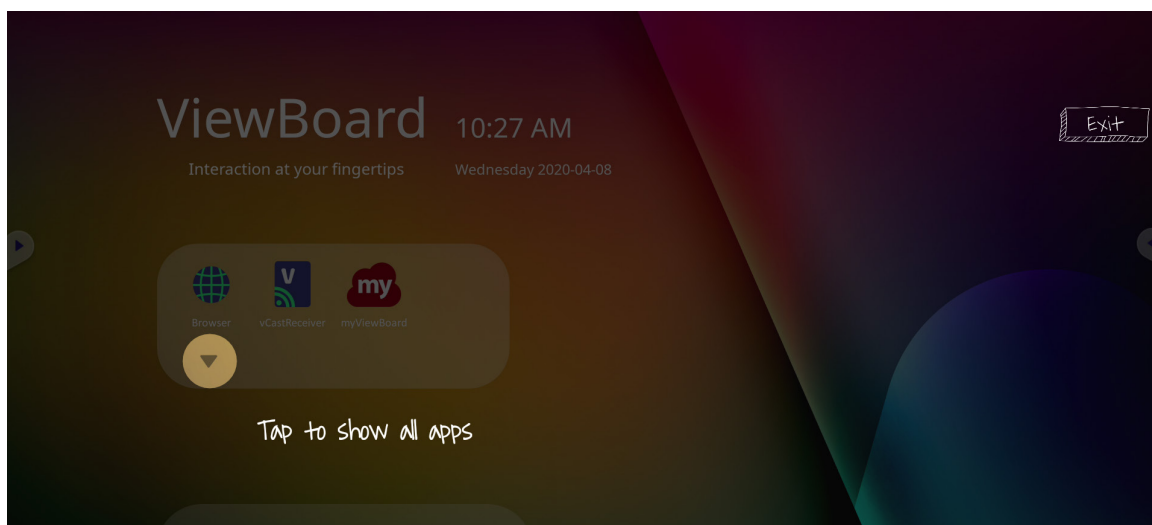 ViewBoard
10:27 AM
Interaction at your fingertips
Wednesday 2020-04-08
Exit
V
my
Browser
vCastReceiver
myViewBoard
Tap to show all apps